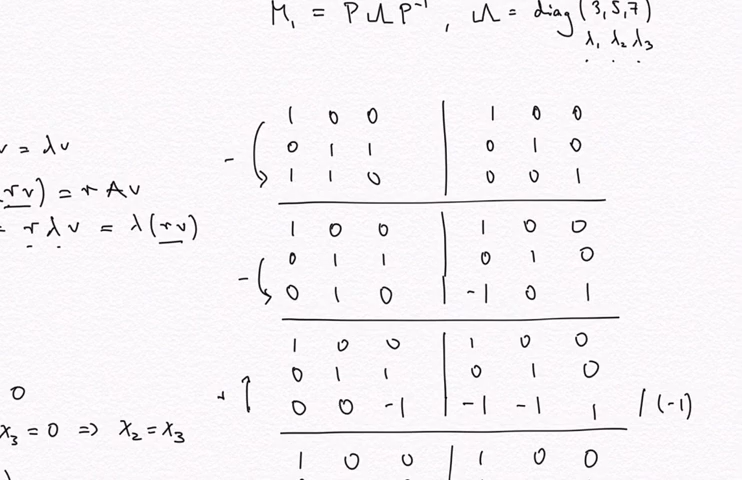 M₁ = P Λ P⁻¹ , Λ = diag (3,5,7)
λ₁ λ₂ λ₃
v = λv
rv) = r A v
= r λ v = λ (rv)
0
x₃ = 0 ⇒ x₂ = x₃
- 1 0 0 | 1 0 0
0 1 1 | 0 1 0
1 1 0 | 0 0 1
1 0 0 | 1 0 0
- 0 1 1 | 0 1 0
0 1 0 | -1 0 1
1 0 0 | 1 0 0
+ 0 1 1 | 0 1 0
0 0 -1 | -1 -1 1 / (-1)
1 0 0 | 1 0 0